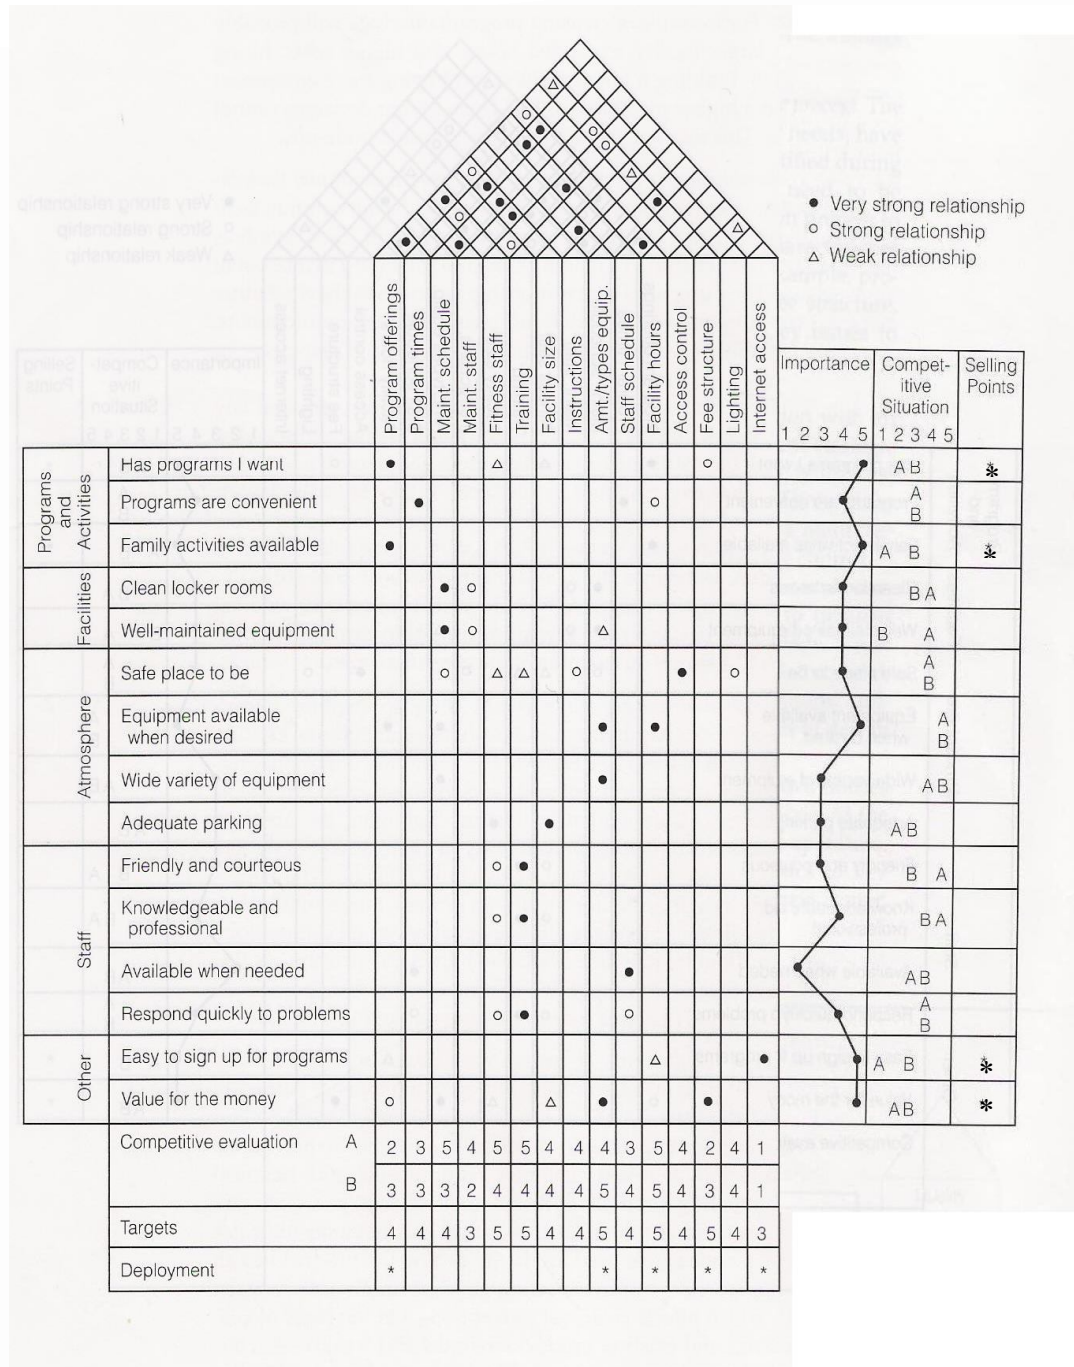 ● Very strong relationship
○ Strong relationship
△ Weak relationship
Program offerings
Program times
Maint. schedule
Maint. staff
Fitness staff
Training
Facility size
Instructions
Amt./types equip.
Staff schedule
Facility hours
Access control
Fee structure
Lighting
Internet access
Importance
1 2 3 4 5
Compet-
itive
Situation
1 2 3 4 5
Selling
Points
Programs
and
Activities
Has programs I want
A B
*
Programs are convenient
A
B
Family activities available
A B
*
Facilities
Clean locker rooms
B A
Well-maintained equipment
B A
Atmosphere
Safe place to be
A
B
Equipment available
when desired
A
B
Wide variety of equipment
A B
Adequate parking
A B
Staff
Friendly and courteous
B A
Knowledgeable and
professional
B A
Available when needed
A B
Respond quickly to problems
A
B
Other
Easy to sign up for programs
A B
*
Value for the money
A B
*
Competitive evaluation A 2 3 5 4 5 5 4 4 4 3 5 4 2 4 1
B 3 3 3 2 4 4 4 4 5 4 5 4 3 4 1
Targets 4 4 4 3 5 5 4 4 5 4 5 4 5 4 3
Deployment * * * * *